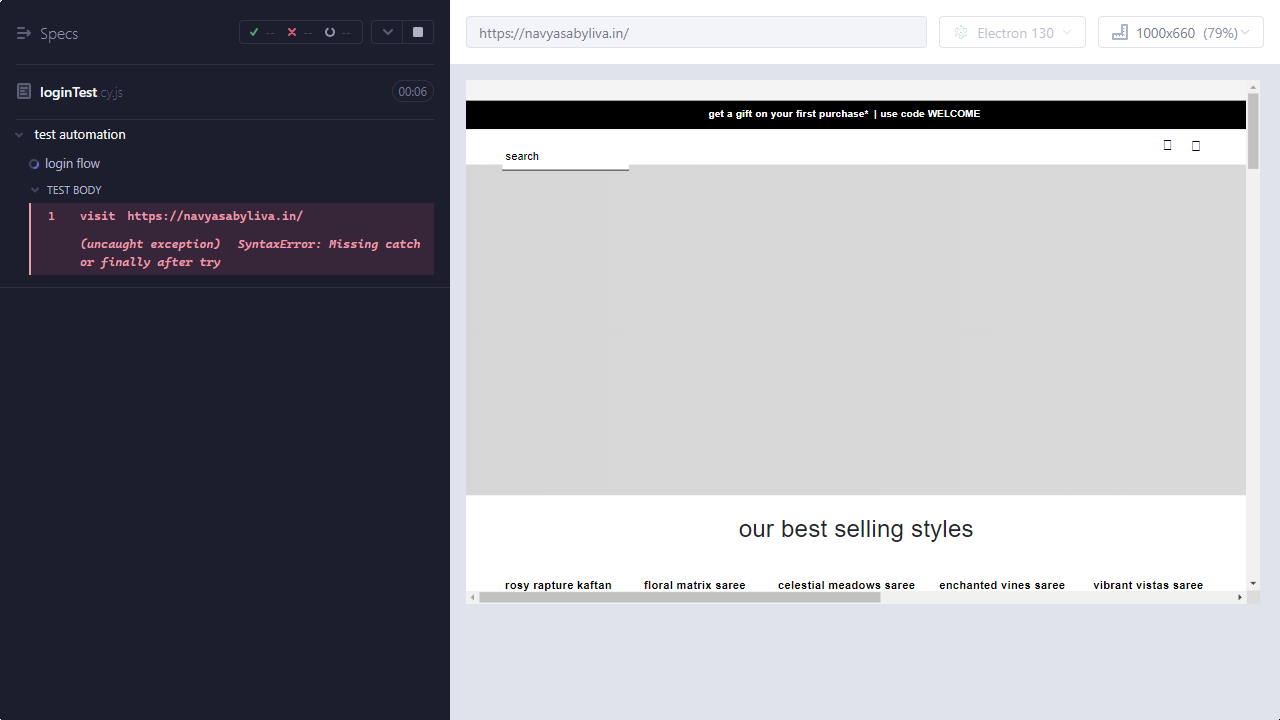 Specs
-- -- --
loginTest.cy.js
00:06
test automation
login flow
TEST BODY
1 visit https://navyasabyliva.in/
(uncaught exception) SyntaxError: Missing catch
or finally after try
https://navyasabyliva.in/
Electron 130
1000x660 (79%)
get a gift on your first purchase* | use code WELCOME
search
our best selling styles
rosy rapture kaftan
floral matrix saree
celestial meadows saree
enchanted vines saree
vibrant vistas saree